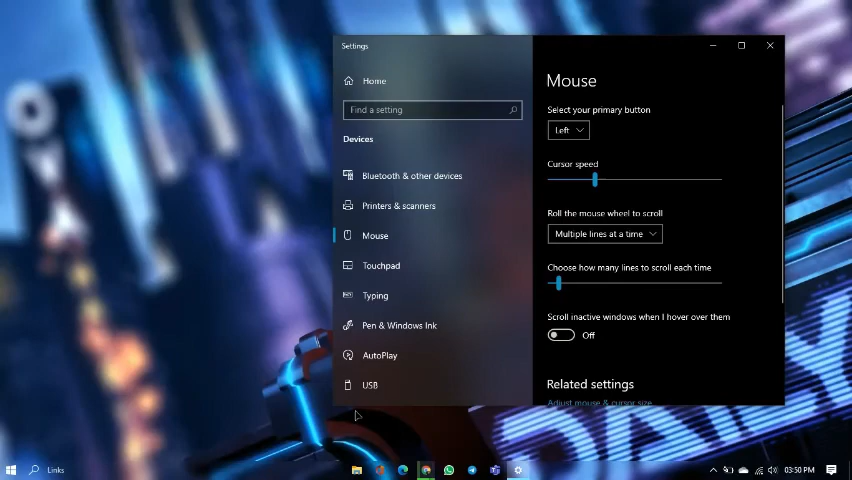 Settings
Home
Find a setting
Devices
Bluetooth & other devices
Printers & scanners
Mouse
Touchpad
Typing
Pen & Windows Ink
AutoPlay
USB
Mouse
Select your primary button
Left
Cursor speed
Roll the mouse wheel to scroll
Multiple lines at a time
Choose how many lines to scroll each time
Scroll inactive windows when I hover over them
Off
Related settings
Adjust mouse & cursor size
DAILY
Links
03:50 PM